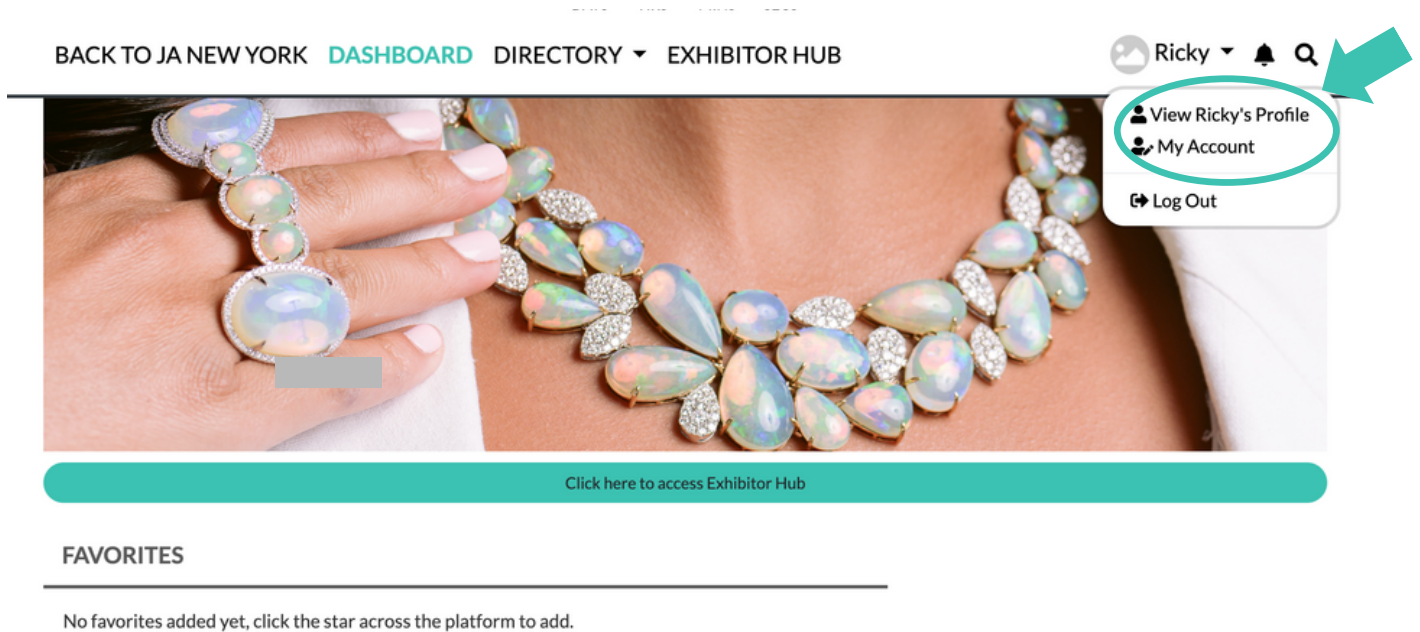 BACK TO JA NEW YORK DASHBOARD DIRECTORY EXHIBITOR HUB Ricky
View Ricky's Profile
My Account
Log Out
Click here to access Exhibitor Hub
FAVORITES
No favorites added yet, click the star across the platform to add.